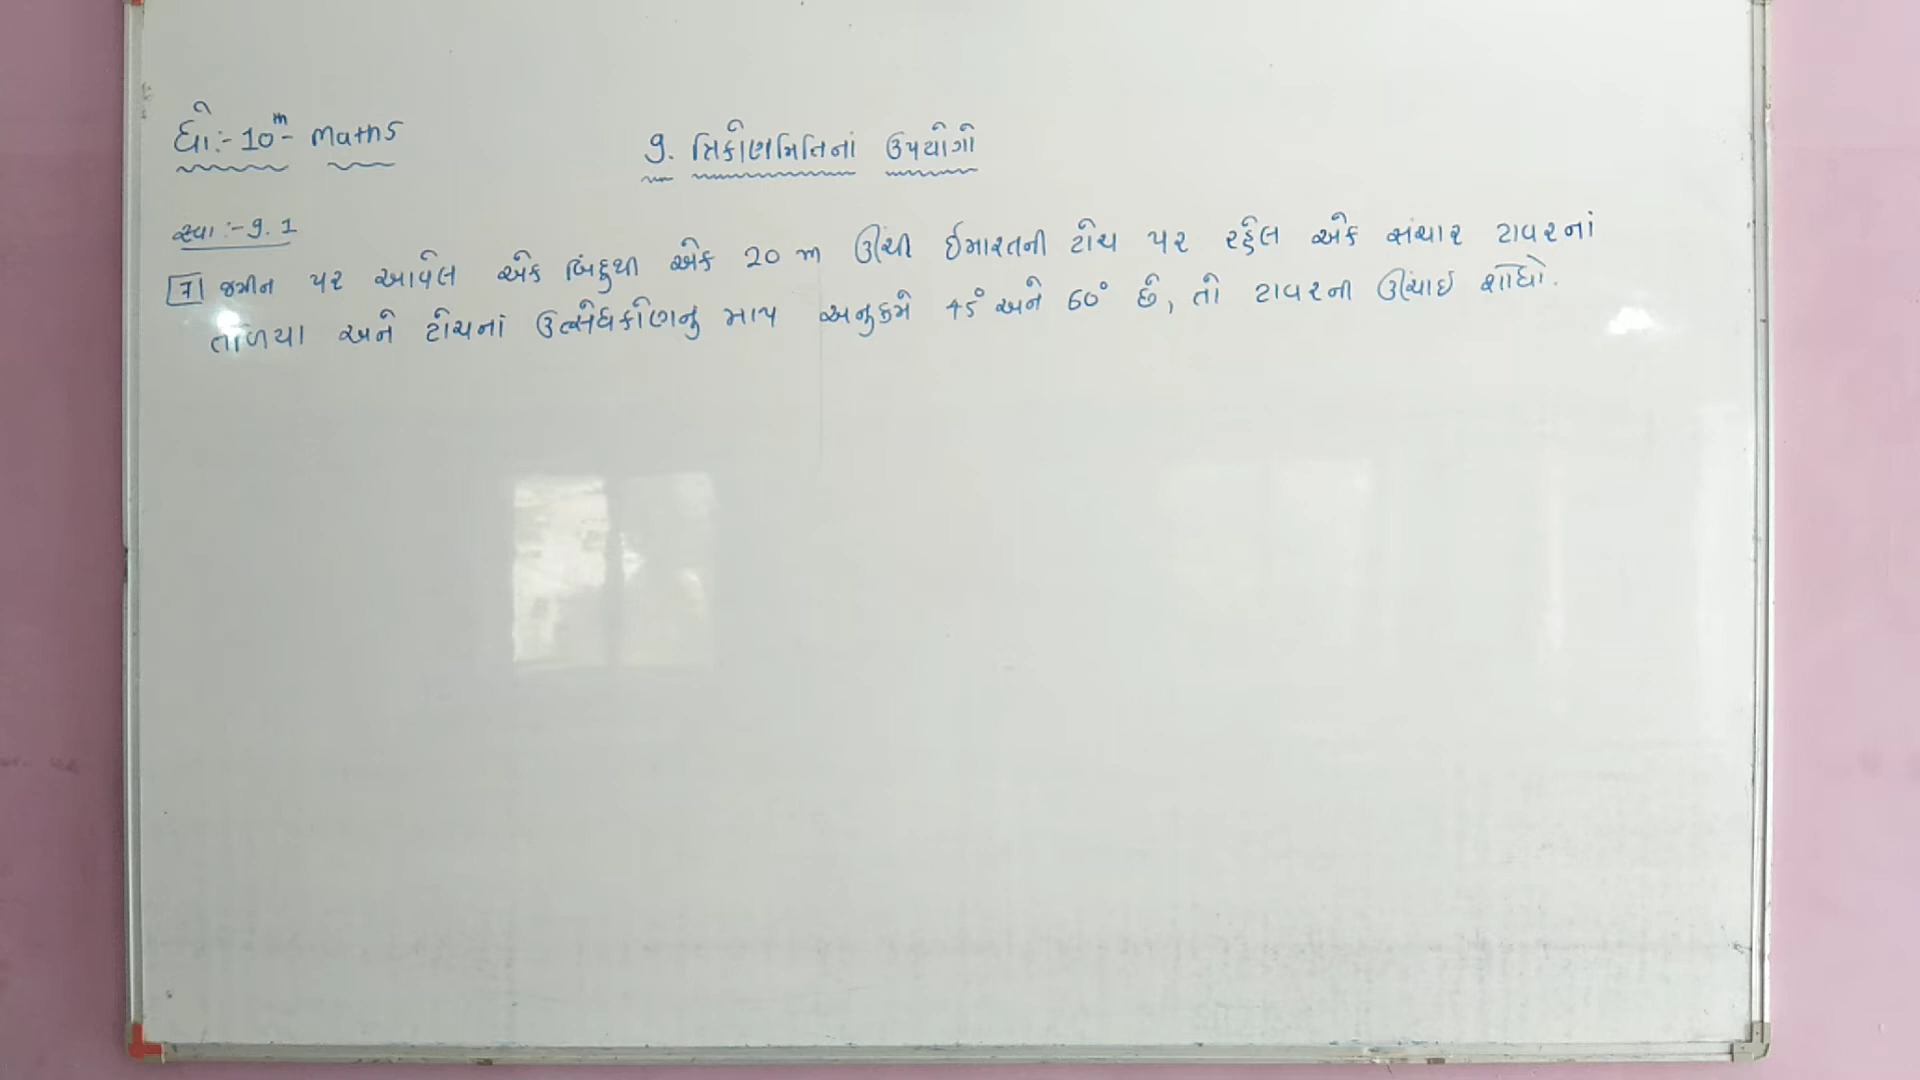 ધો:- 10th - Maths
9. ત્રિકોણમિતિનાં ઉપયોગો
સ્વા :- 9.1
7 જમીન પર આવેલ એક બિંદુથી એક 20 m ઊંચી ઈમારતની ટોચ પર રહેલ એક સંચાર ટાવરનાં
તળિયા અને ટોચનાં ઉત્સેધકોણનુ માપ અનુક્રમે 45° અને 60° છે, તો ટાવરની ઊંચાઈ શોધો.